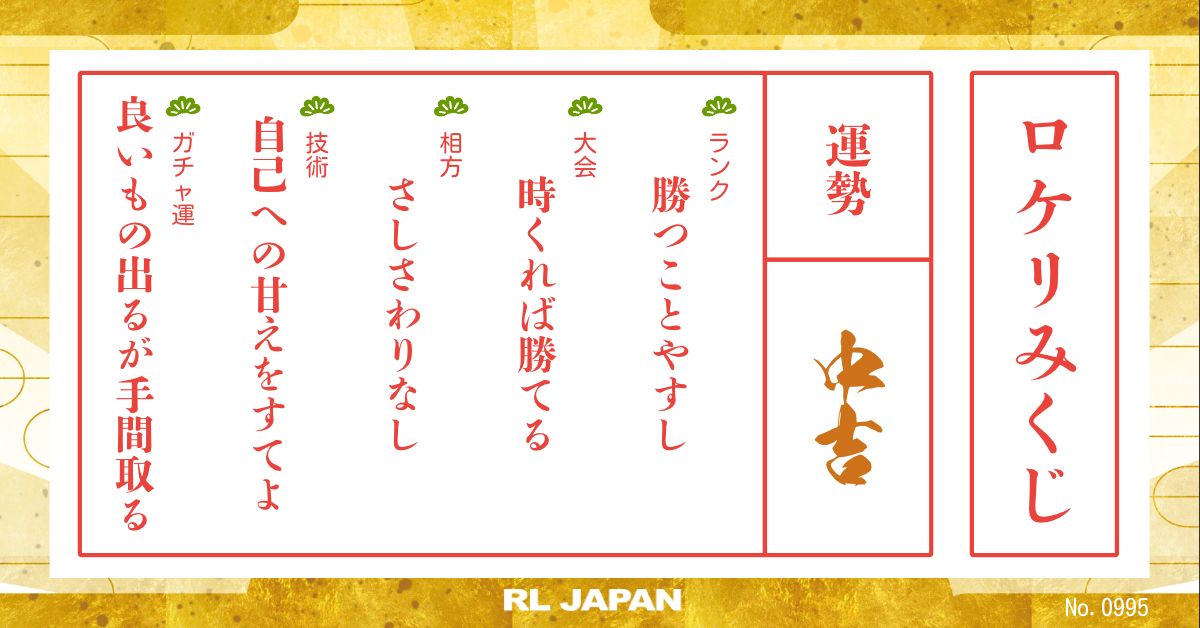 ロケリみくじ
運勢
中吉
ランク
勝つことやすし
大会
時くれば勝てる
相方
さしさわりなし
技術
自己への甘えをすてよ
ガチャ運
良いもの出るが手間取る
RL JAPAN
No. 0995